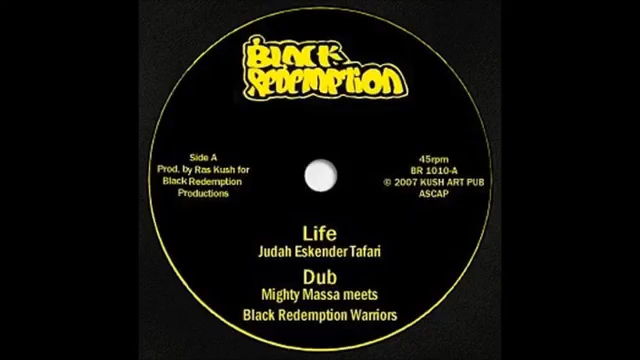 Black
Redemption
Side A
Prod. by Ras Kush for
Black Redemption
Productions
45rpm
BR 1010-A
© 2007 KUSH ART PUB
ASCAP
Life
Judah Eskender Tafari
Dub
Mighty Massa meets
Black Redemption Warriors